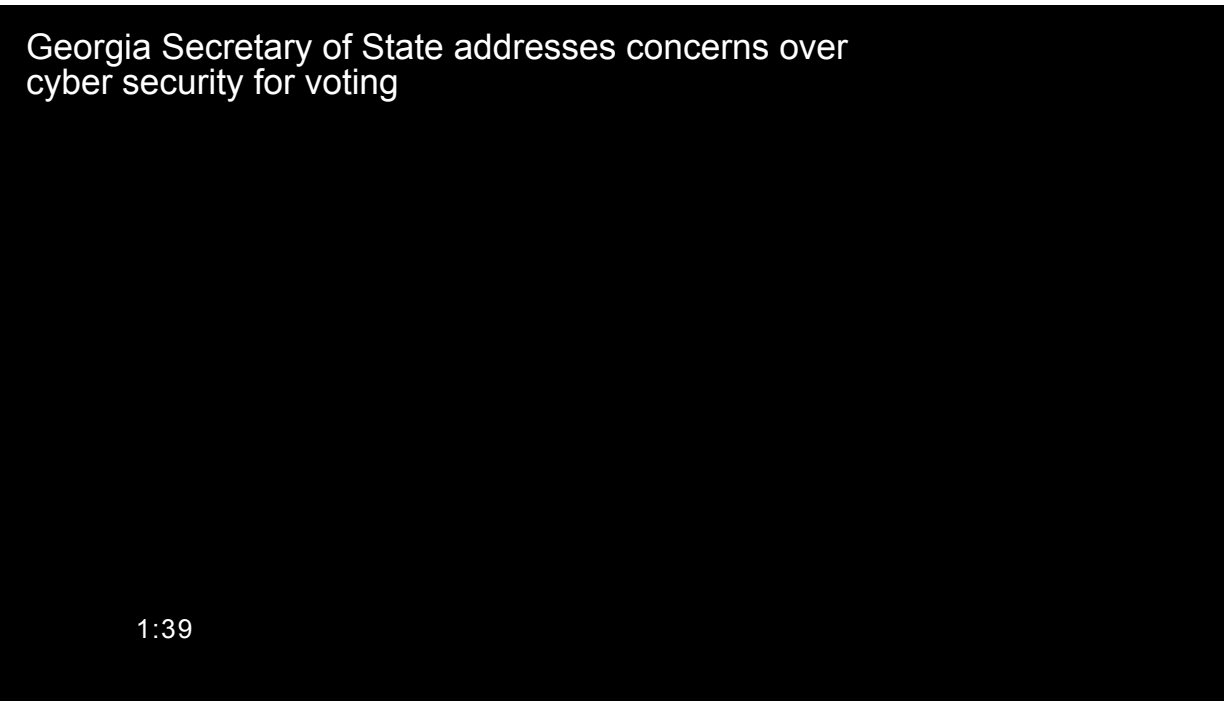 Georgia Secretary of State addresses concerns over
cyber security for voting
1:39